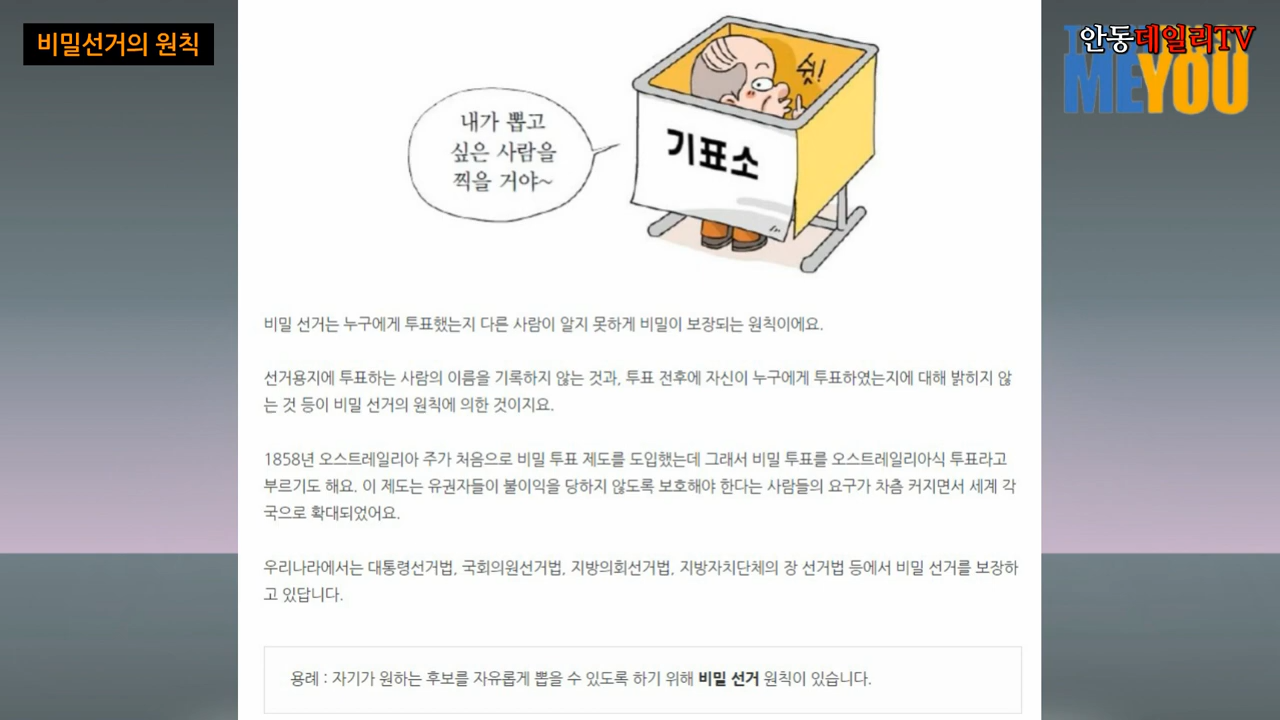 비밀선거의 원칙
안동데일리TV
ME YOU
쉿!
내가 뽑고
싶은 사람을
찍을 거야~
기표소
비밀 선거는 누구에게 투표했는지 다른 사람이 알지 못하게 비밀이 보장되는 원칙이에요.
선거용지에 투표하는 사람의 이름을 기록하지 않는 것과, 투표 전후에 자신이 누구에게 투표하였는지에 대해 밝히지 않
는 것 등이 비밀 선거의 원칙에 의한 것이지요.
1858년 오스트레일리아 주가 처음으로 비밀 투표 제도를 도입했는데 그래서 비밀 투표를 오스트레일리아식 투표라고
부르기도 해요. 이 제도는 유권자들이 불이익을 당하지 않도록 보호해야 한다는 사람들의 요구가 차츰 커지면서 세계 각
국으로 확대되었어요.
우리나라에서는 대통령선거법, 국회의원선거법, 지방의회선거법, 지방자치단체의 장 선거법 등에서 비밀 선거를 보장하
고 있답니다.
용례 : 자기가 원하는 후보를 자유롭게 뽑을 수 있도록 하기 위해 비밀 선거 원칙이 있습니다.